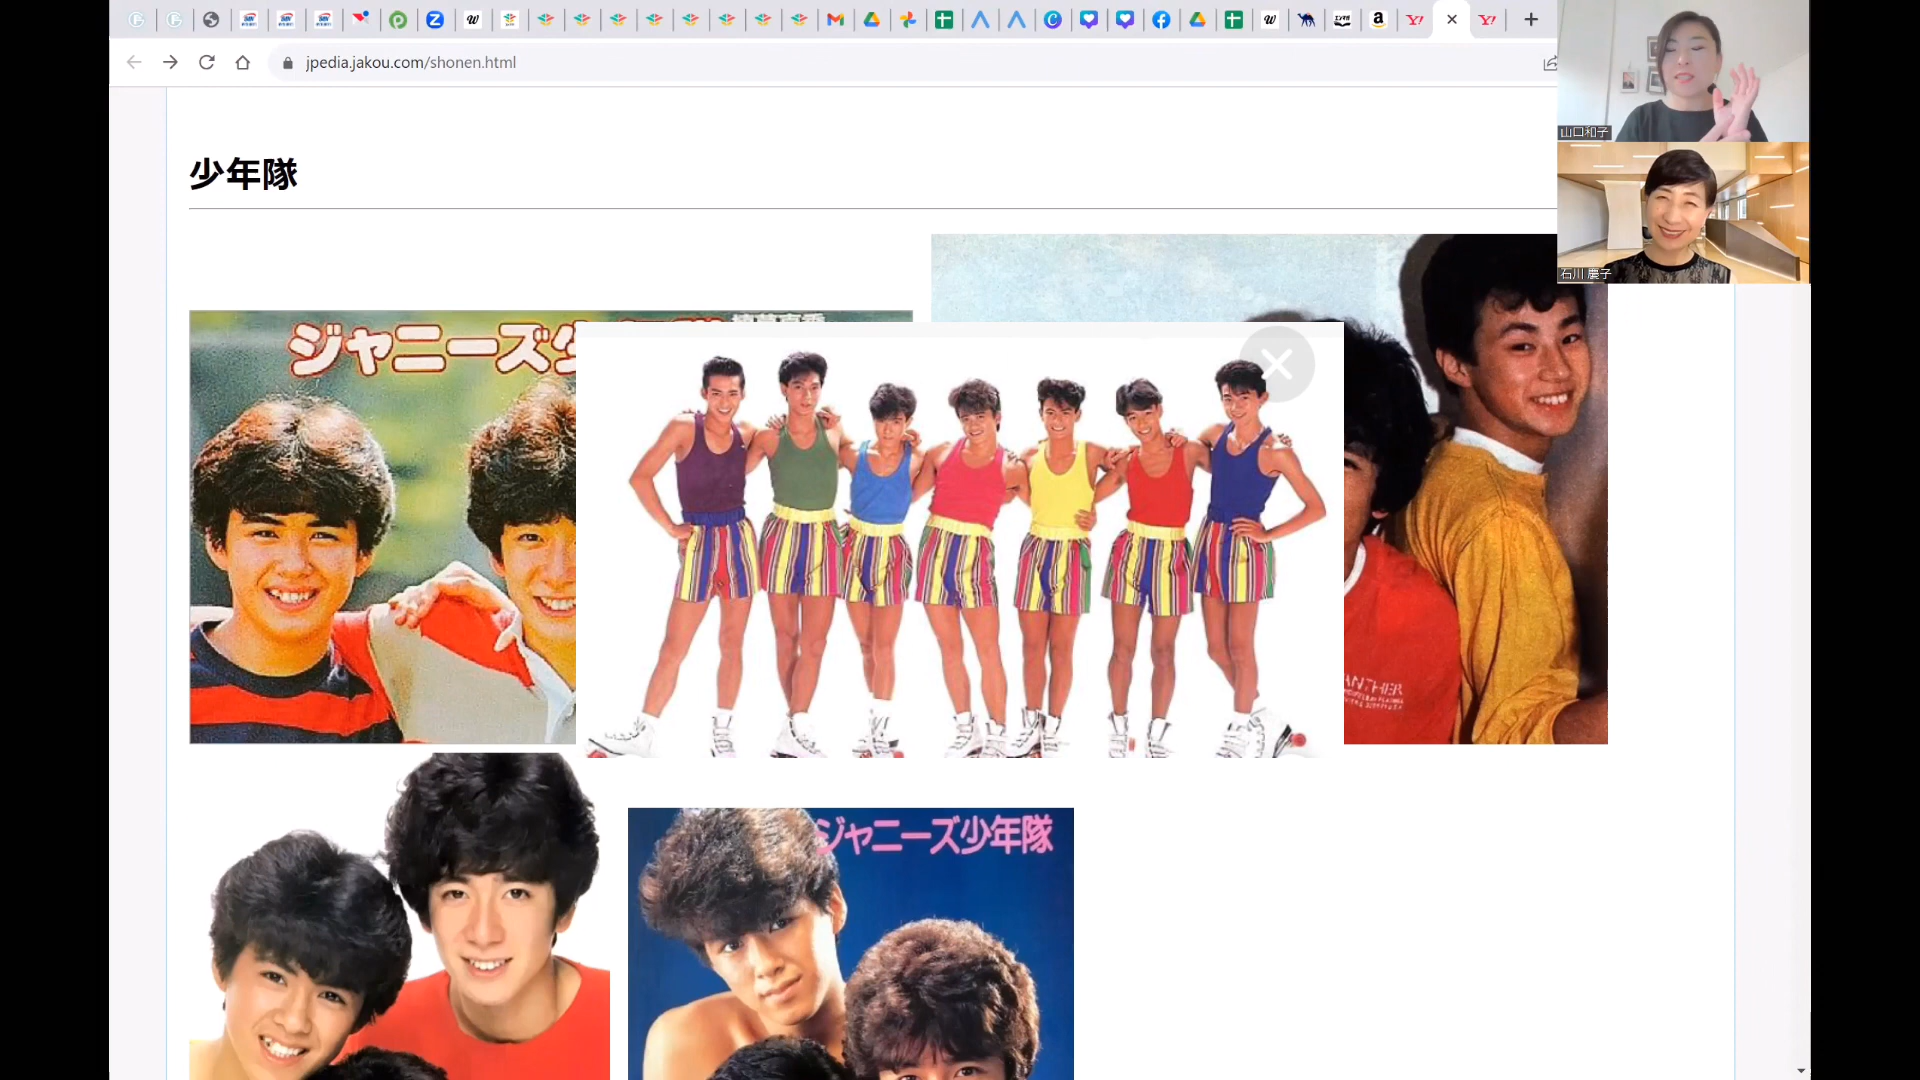 jpedia.jakou.com/shonen.html
山口和子
石川 慶子
少年隊
ジャニーズ少
ジャニーズ少年隊